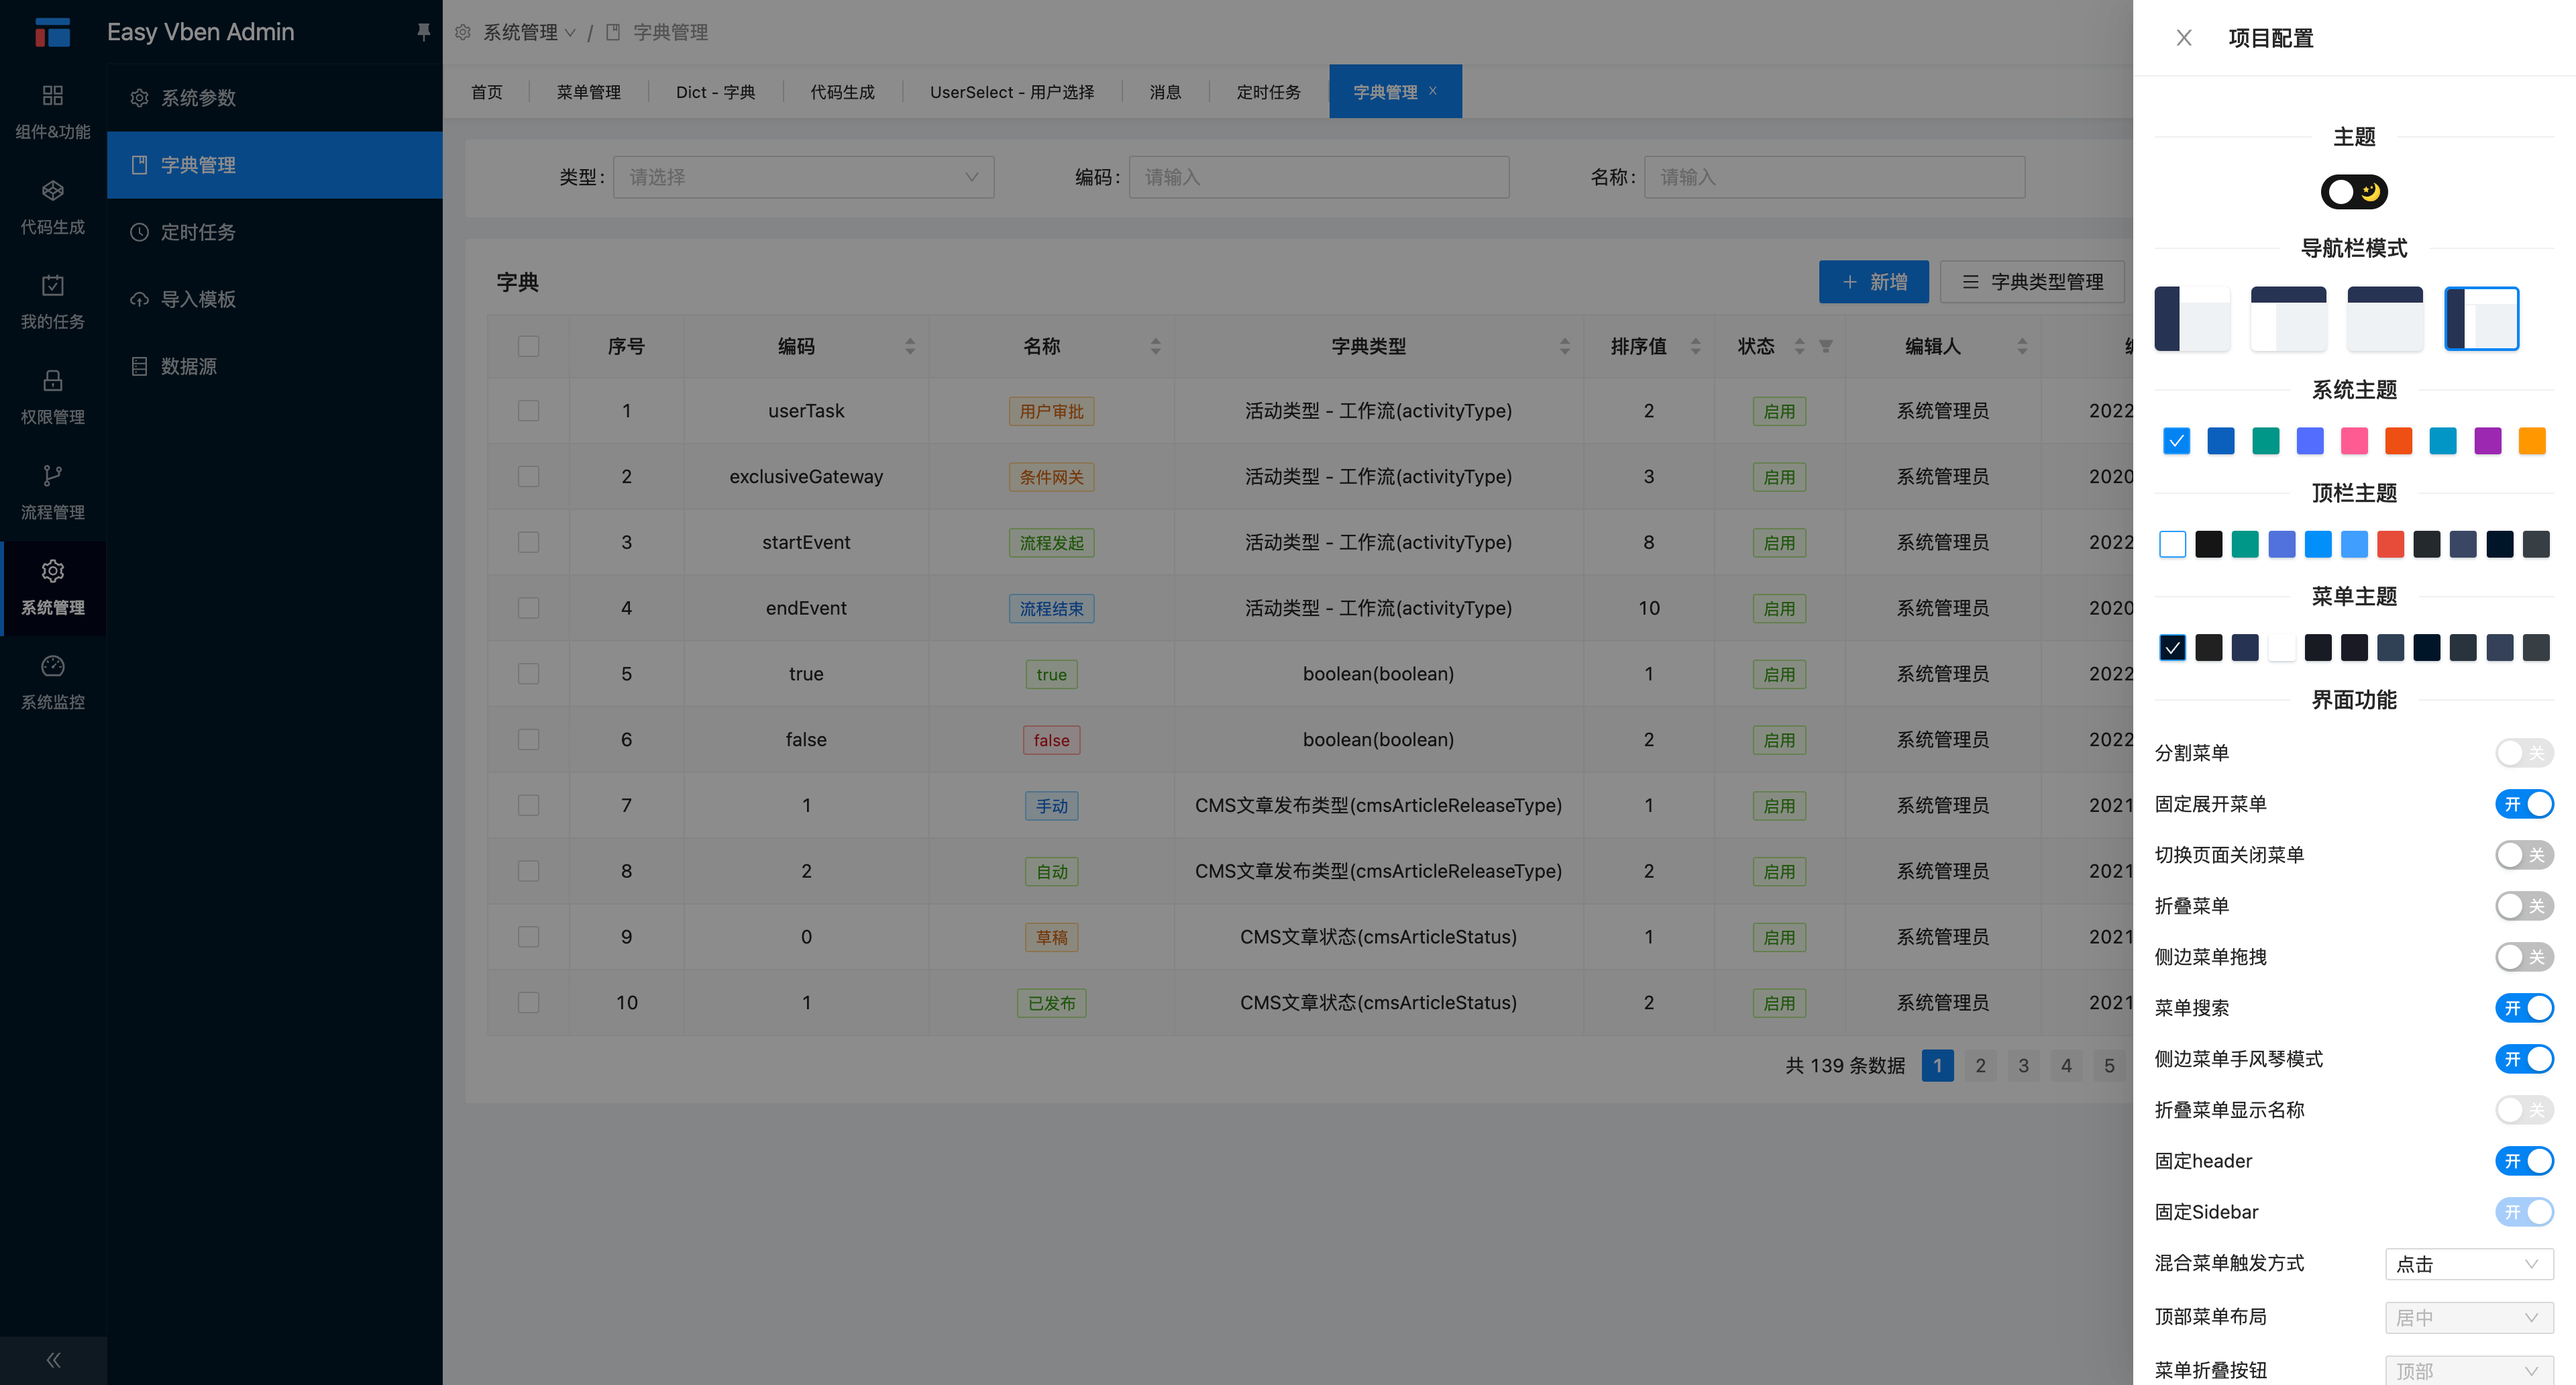 Easy Vben Admin
组件&功能
代码生成
我的任务
权限管理
流程管理
系统管理
系统监控
系统参数
字典管理
定时任务
导入模板
数据源
系统管理 / 字典管理
首页 菜单管理 Dict - 字典 代码生成 UserSelect - 用户选择 消息 定时任务 字典管理
类型: 请选择 编码: 请输入 名称: 请输入
字典 新增 字典类型管理
序号 编码 名称 字典类型 排序值 状态 编辑人
1 userTask 用户审批 活动类型 - 工作流(activityType) 2 启用 系统管理员 2022
2 exclusiveGateway 条件网关 活动类型 - 工作流(activityType) 3 启用 系统管理员 2020
3 startEvent 流程发起 活动类型 - 工作流(activityType) 8 启用 系统管理员 2022
4 endEvent 流程结束 活动类型 - 工作流(activityType) 10 启用 系统管理员 2020
5 true true boolean(boolean) 1 启用 系统管理员 2022
6 false false boolean(boolean) 2 启用 系统管理员 2022
7 1 手动 CMS文章发布类型(cmsArticleReleaseType) 1 启用 系统管理员 2021
8 2 自动 CMS文章发布类型(cmsArticleReleaseType) 2 启用 系统管理员 2021
9 0 草稿 CMS文章状态(cmsArticleStatus) 1 启用 系统管理员 2021
10 1 已发布 CMS文章状态(cmsArticleStatus) 2 启用 系统管理员 2021
共 139 条数据 1 2 3 4 5
项目配置
主题
导航栏模式
系统主题
顶栏主题
菜单主题
界面功能
分割菜单 关
固定展开菜单 开
切换页面关闭菜单 关
折叠菜单 关
侧边菜单拖拽 关
菜单搜索 开
侧边菜单手风琴模式 开
折叠菜单显示名称 关
固定header 开
固定Sidebar 开
混合菜单触发方式 点击
顶部菜单布局 居中
菜单折叠按钮 顶部